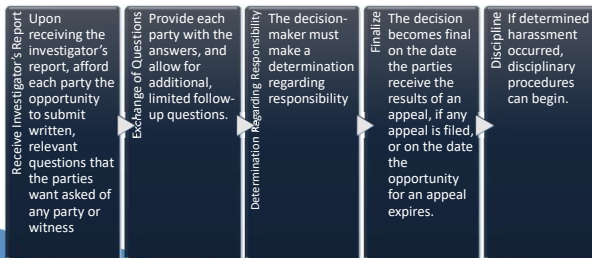 Receive Investigator's Report
Upon
receiving the
investigator's
report, afford
each party the
opportunity
to submit
written,
relevant
questions that
the parties
want asked of
any party or
witness
Exchange of Questions
Provide each
party with the
answers, and
allow for
additional,
limited follow-
up questions.
Determination Regarding Responsibility
The decision-
maker must
make a
determination
regarding
responsibility
Finalize
The decision
becomes final
on the date
the parties
receive the
results of an
appeal, if any
appeal is filed,
or on the date
the
opportunity
for an appeal
expires.
Discipline
If determined
harassment
occurred,
disciplinary
procedures
can begin.